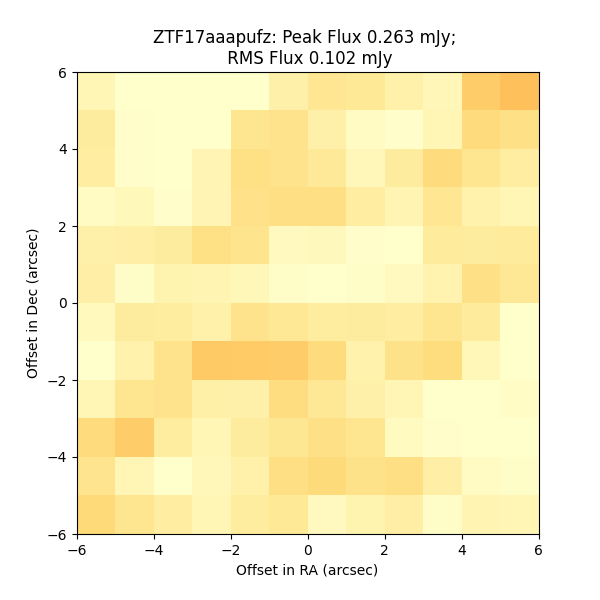 ZTF17aaapufz: Peak Flux 0.263 mJy;
RMS Flux 0.102 mJy
6
4
2
0
−2
−4
−6
Offset in Dec (arcsec)
−6 −4 −2 0 2 4 6
Offset in RA (arcsec)